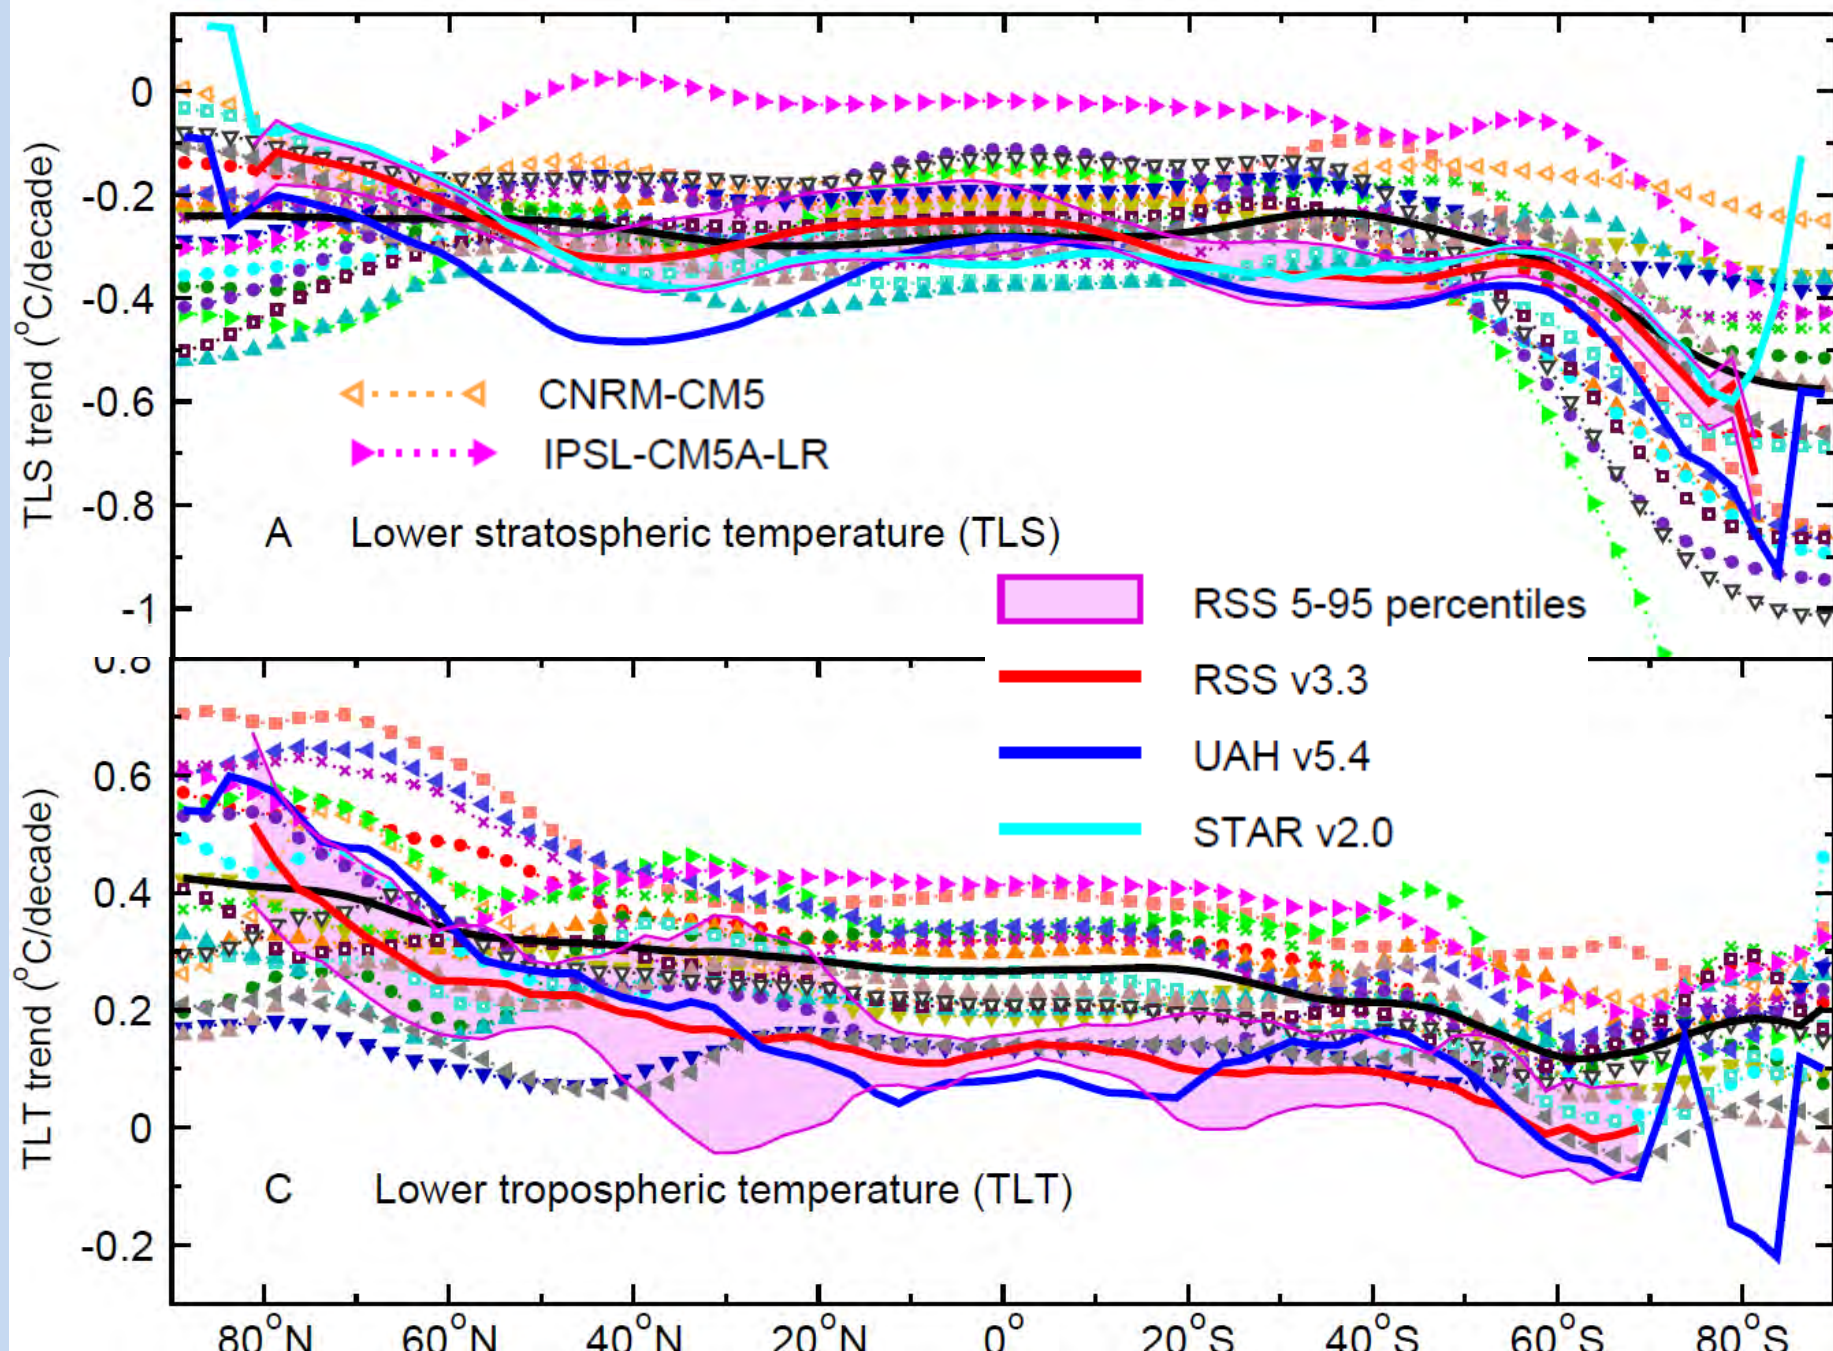 TLS trend (°C/decade)
0
-0.2
-0.4
-0.6
-0.8
-1
CNRM-CM5
IPSL-CM5A-LR
A Lower stratospheric temperature (TLS)
RSS 5-95 percentiles
RSS v3.3
UAH v5.4
STAR v2.0
TLT trend (°C/decade)
0.8
0.6
0.4
0.2
0
-0.2
C Lower tropospheric temperature (TLT)
80°N 60°N 40°N 20°N 0° 20°S 40°S 60°S 80°S